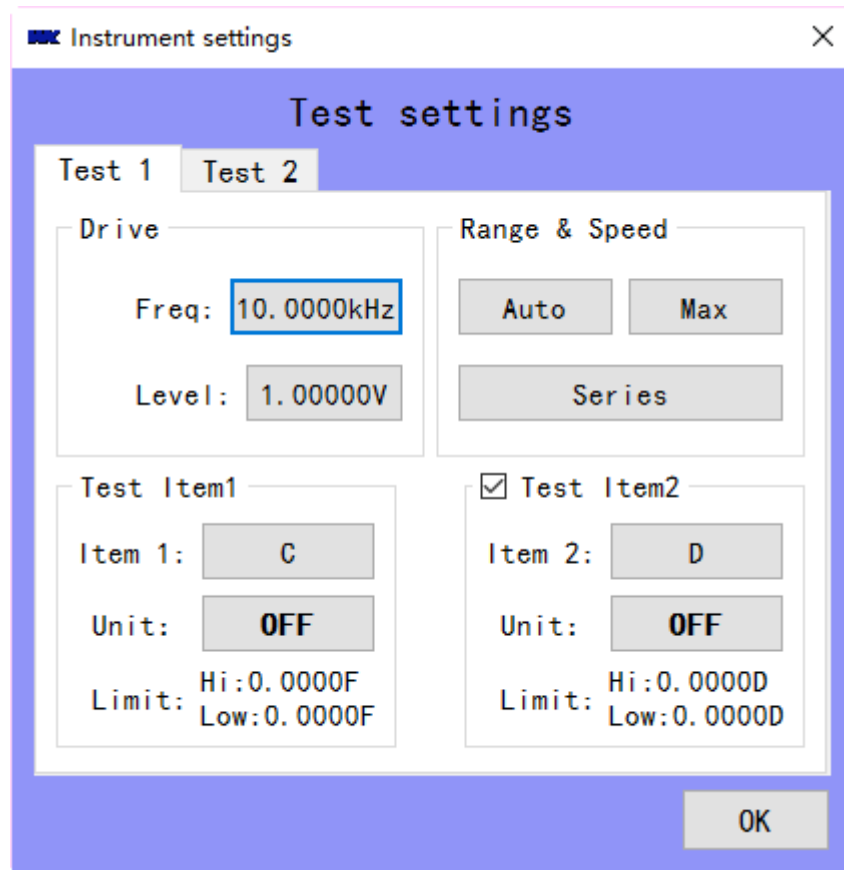 Instrument settings
Test settings
Test 1 Test 2
Drive
Freq: 10.0000kHz
Level: 1.00000V
Range & Speed
Auto Max
Series
Test Item1
Item 1: C
Unit: OFF
Limit: Hi:0.0000F
Low:0.0000F
Test Item2
Item 2: D
Unit: OFF
Limit: Hi:0.0000D
Low:0.0000D
OK